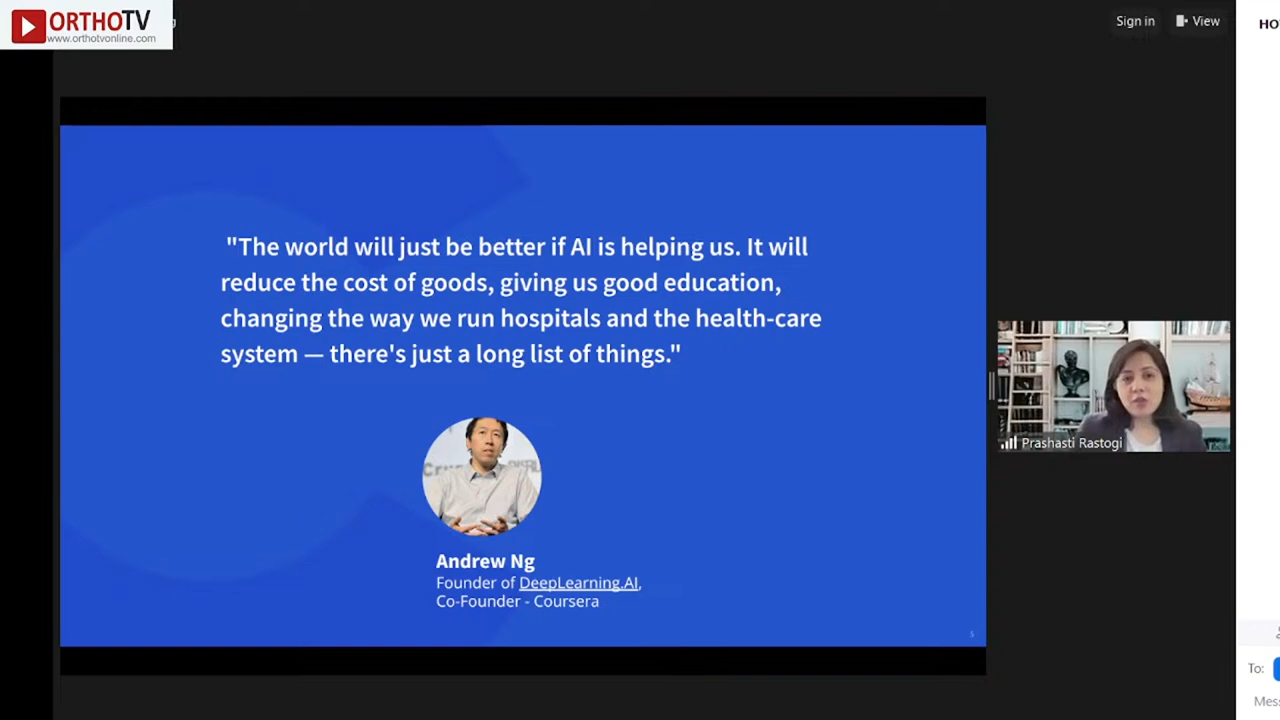 ORTHOTV
www.orthotvonline.com
Sign in
View
"The world will just be better if AI is helping us. It will
reduce the cost of goods, giving us good education,
changing the way we run hospitals and the health-care
system — there's just a long list of things."
Andrew Ng
Founder of DeepLearning.AI,
Co-Founder - Coursera
5
Prashasti Rastogi
To: